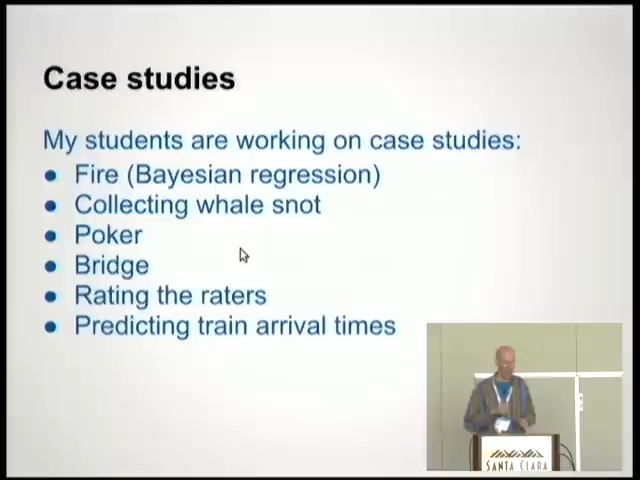 Case studies
My students are working on case studies:
● Fire (Bayesian regression)
● Collecting whale snot
● Poker
● Bridge
● Rating the raters
● Predicting train arrival times
SANTA CLARA